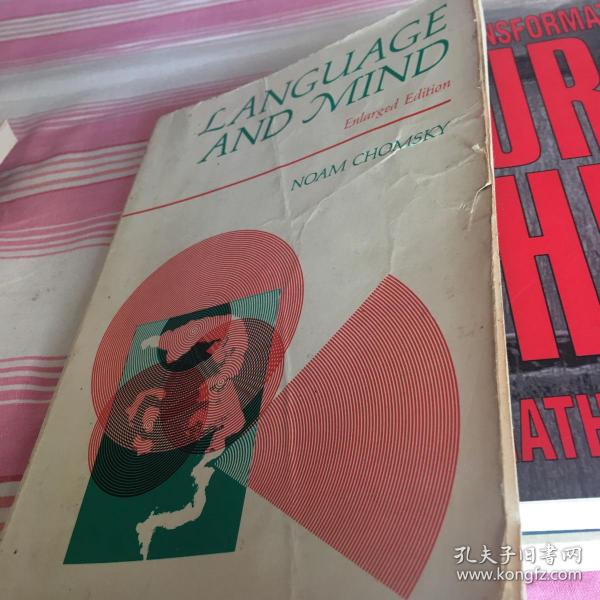 LANGUAGE
AND MIND
Enlarged Edition
NOAM CHOMSKY
孔夫子旧书网
www.kongfz.com